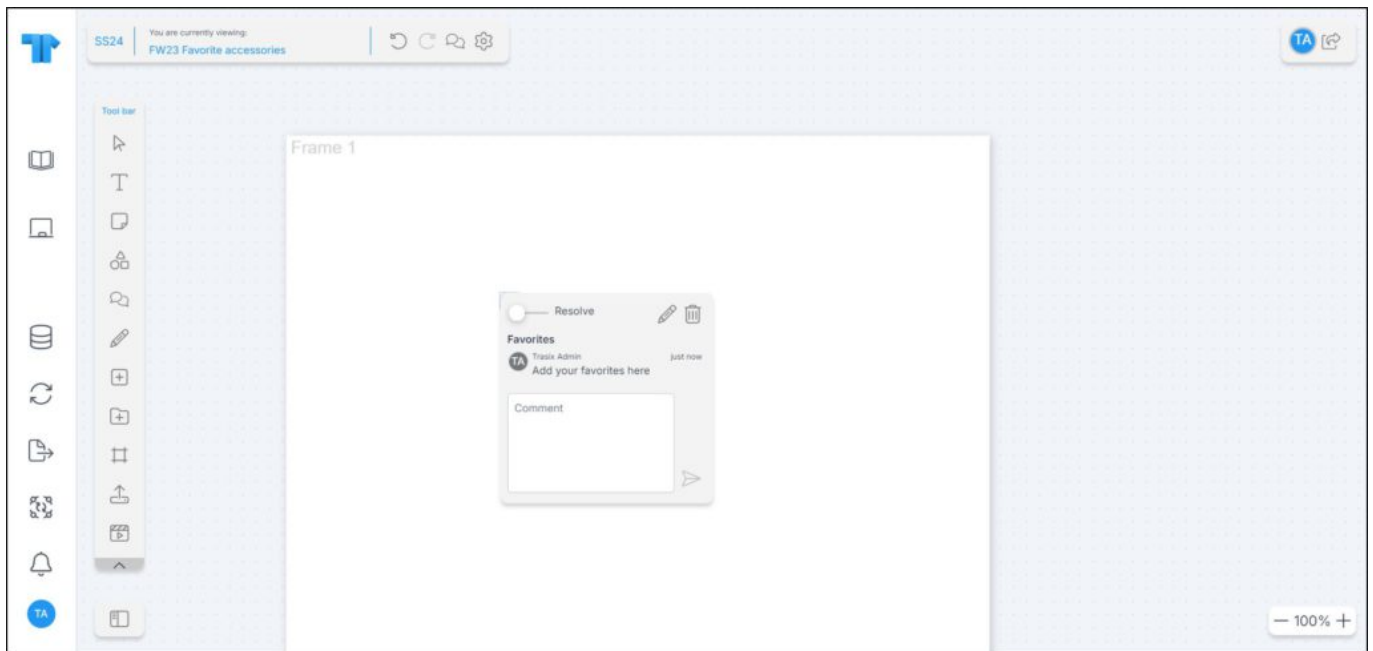 SS24
You are currently viewing:
FW23 Favorite accessories
TA
Tool bar
Frame 1
Resolve
Favorites
TA
Trasix Admin
just now
Add your favorites here
Comment
TA
100%